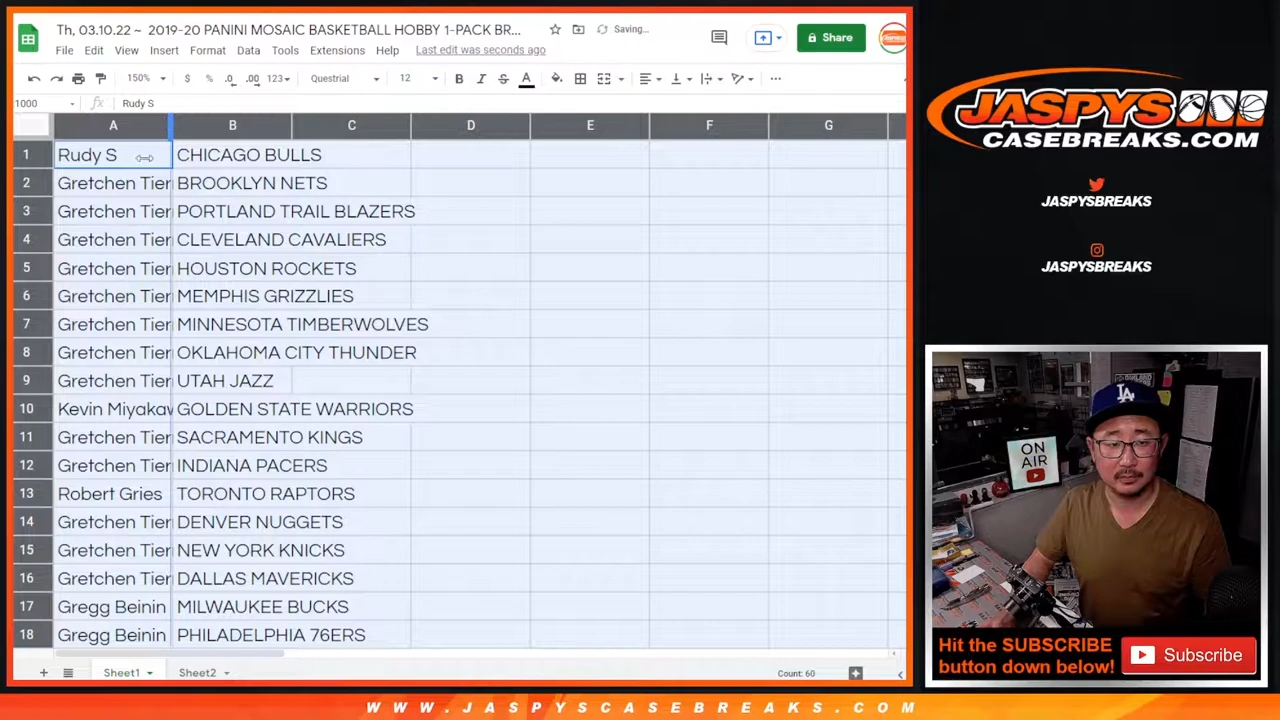 Th, 03.10.22 ~ 2019-20 PANINI MOSAIC BASKETBALL HOBBY 1-PACK BR...
Saving...
File Edit View Insert Format Data Tools Extensions Help Last edit was seconds ago
Share
150% $ % .0 .00 123 Questrial 12 B I S A
1000 fx Rudy S
A B C D E F G
1 Rudy S CHICAGO BULLS
2 Gretchen Tier BROOKLYN NETS
3 Gretchen Tier PORTLAND TRAIL BLAZERS
4 Gretchen Tier CLEVELAND CAVALIERS
5 Gretchen Tier HOUSTON ROCKETS
6 Gretchen Tier MEMPHIS GRIZZLIES
7 Gretchen Tier MINNESOTA TIMBERWOLVES
8 Gretchen Tier OKLAHOMA CITY THUNDER
9 Gretchen Tier UTAH JAZZ
10 Kevin Miyakaw GOLDEN STATE WARRIORS
11 Gretchen Tier SACRAMENTO KINGS
12 Gretchen Tier INDIANA PACERS
13 Robert Gries TORONTO RAPTORS
14 Gretchen Tier DENVER NUGGETS
15 Gretchen Tier NEW YORK KNICKS
16 Gretchen Tier DALLAS MAVERICKS
17 Gregg Beinin MILWAUKEE BUCKS
18 Gregg Beinin PHILADELPHIA 76ERS
Sheet1 Sheet2 Count: 60
JASPYS
CASEBREAKS.COM
JASPYSBREAKS
JASPYSBREAKS
LA
ON
AIR
Hit the SUBSCRIBE
button down below!
Subscribe
WWW.JASPYSCASEBREAKS.COM